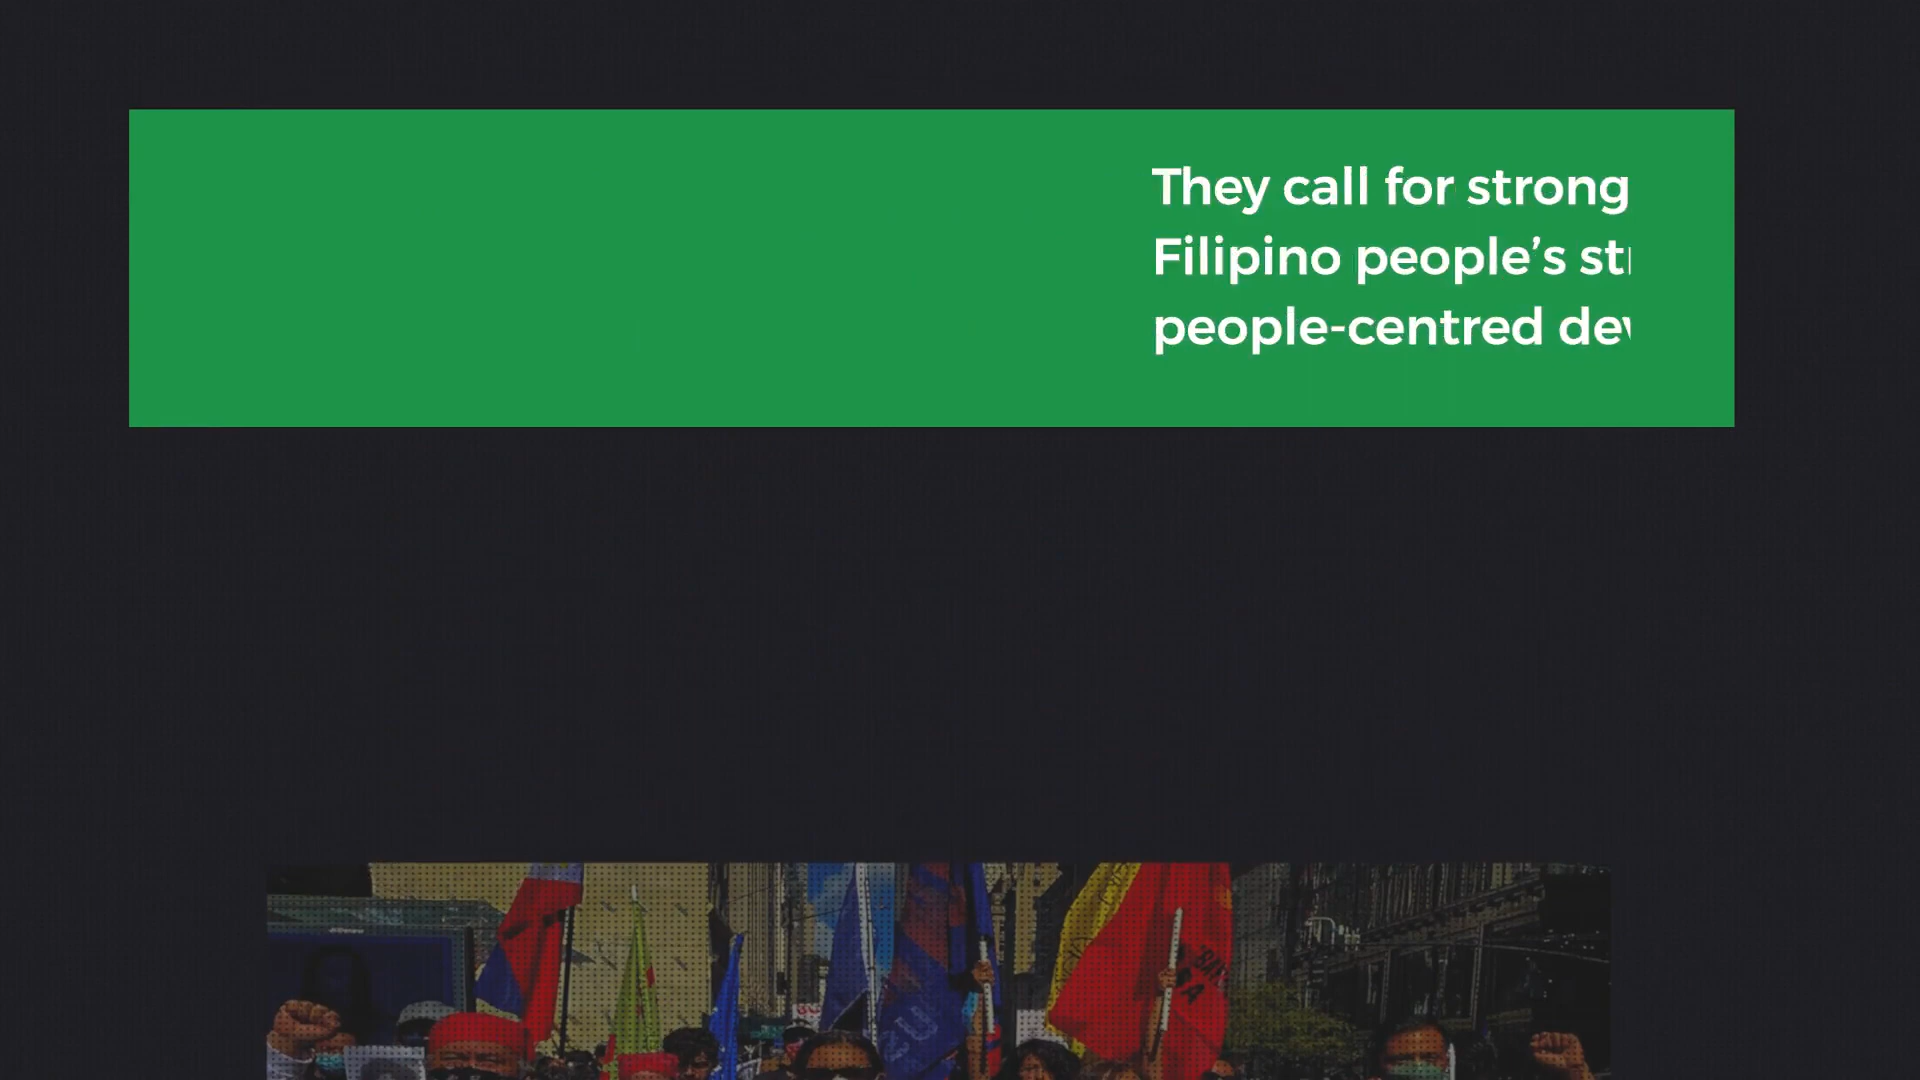 They call for strong
Filipino people’s st
people-centred de